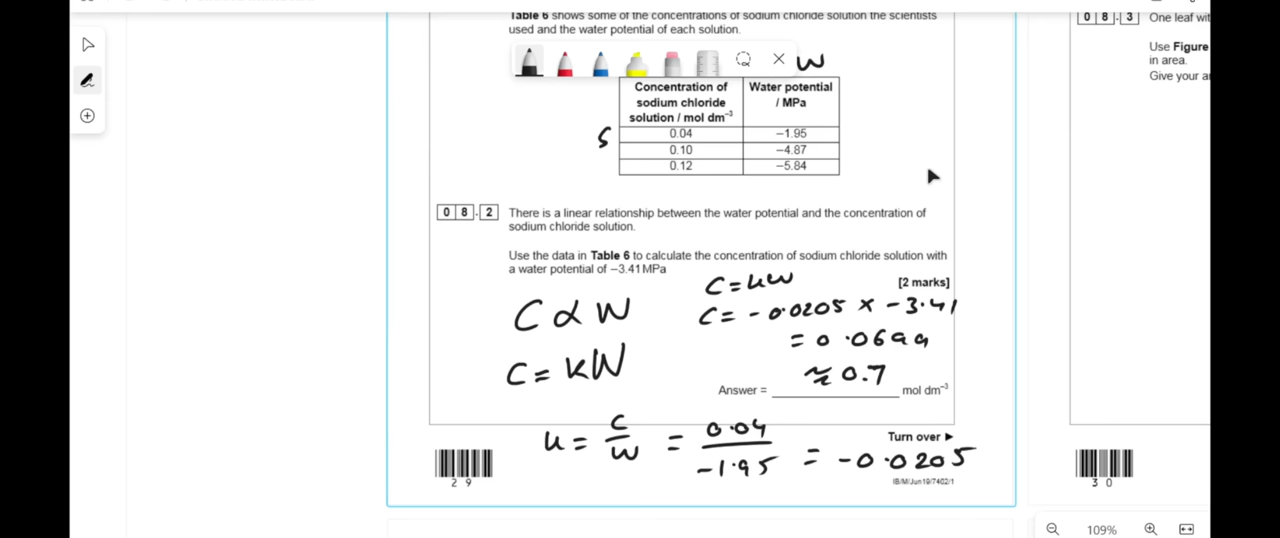 Table 6 shows some of the concentrations of sodium chloride solution the scientists
used and the water potential of each solution.
W
Concentration of sodium chloride solution / mol dm⁻³ Water potential / MPa
S
0.04 −1.95
0.10 −4.87
0.12 −5.84
0 8 . 2 There is a linear relationship between the water potential and the concentration of
sodium chloride solution.
Use the data in Table 6 to calculate the concentration of sodium chloride solution with
a water potential of −3.41 MPa
[2 marks]
C ∝ W
C = kW
C = kW
C = -0.0205 × -3.41
= 0.0699
≈ 0.7
Answer = mol dm⁻³
k = C/W = 0.04/-1.95 = -0.0205
Turn over ►
2 9
IB/M/Jun19/7402/1
0 8 . 3 One leaf wit
Use Figure
in area.
Give your a
3 0
109%